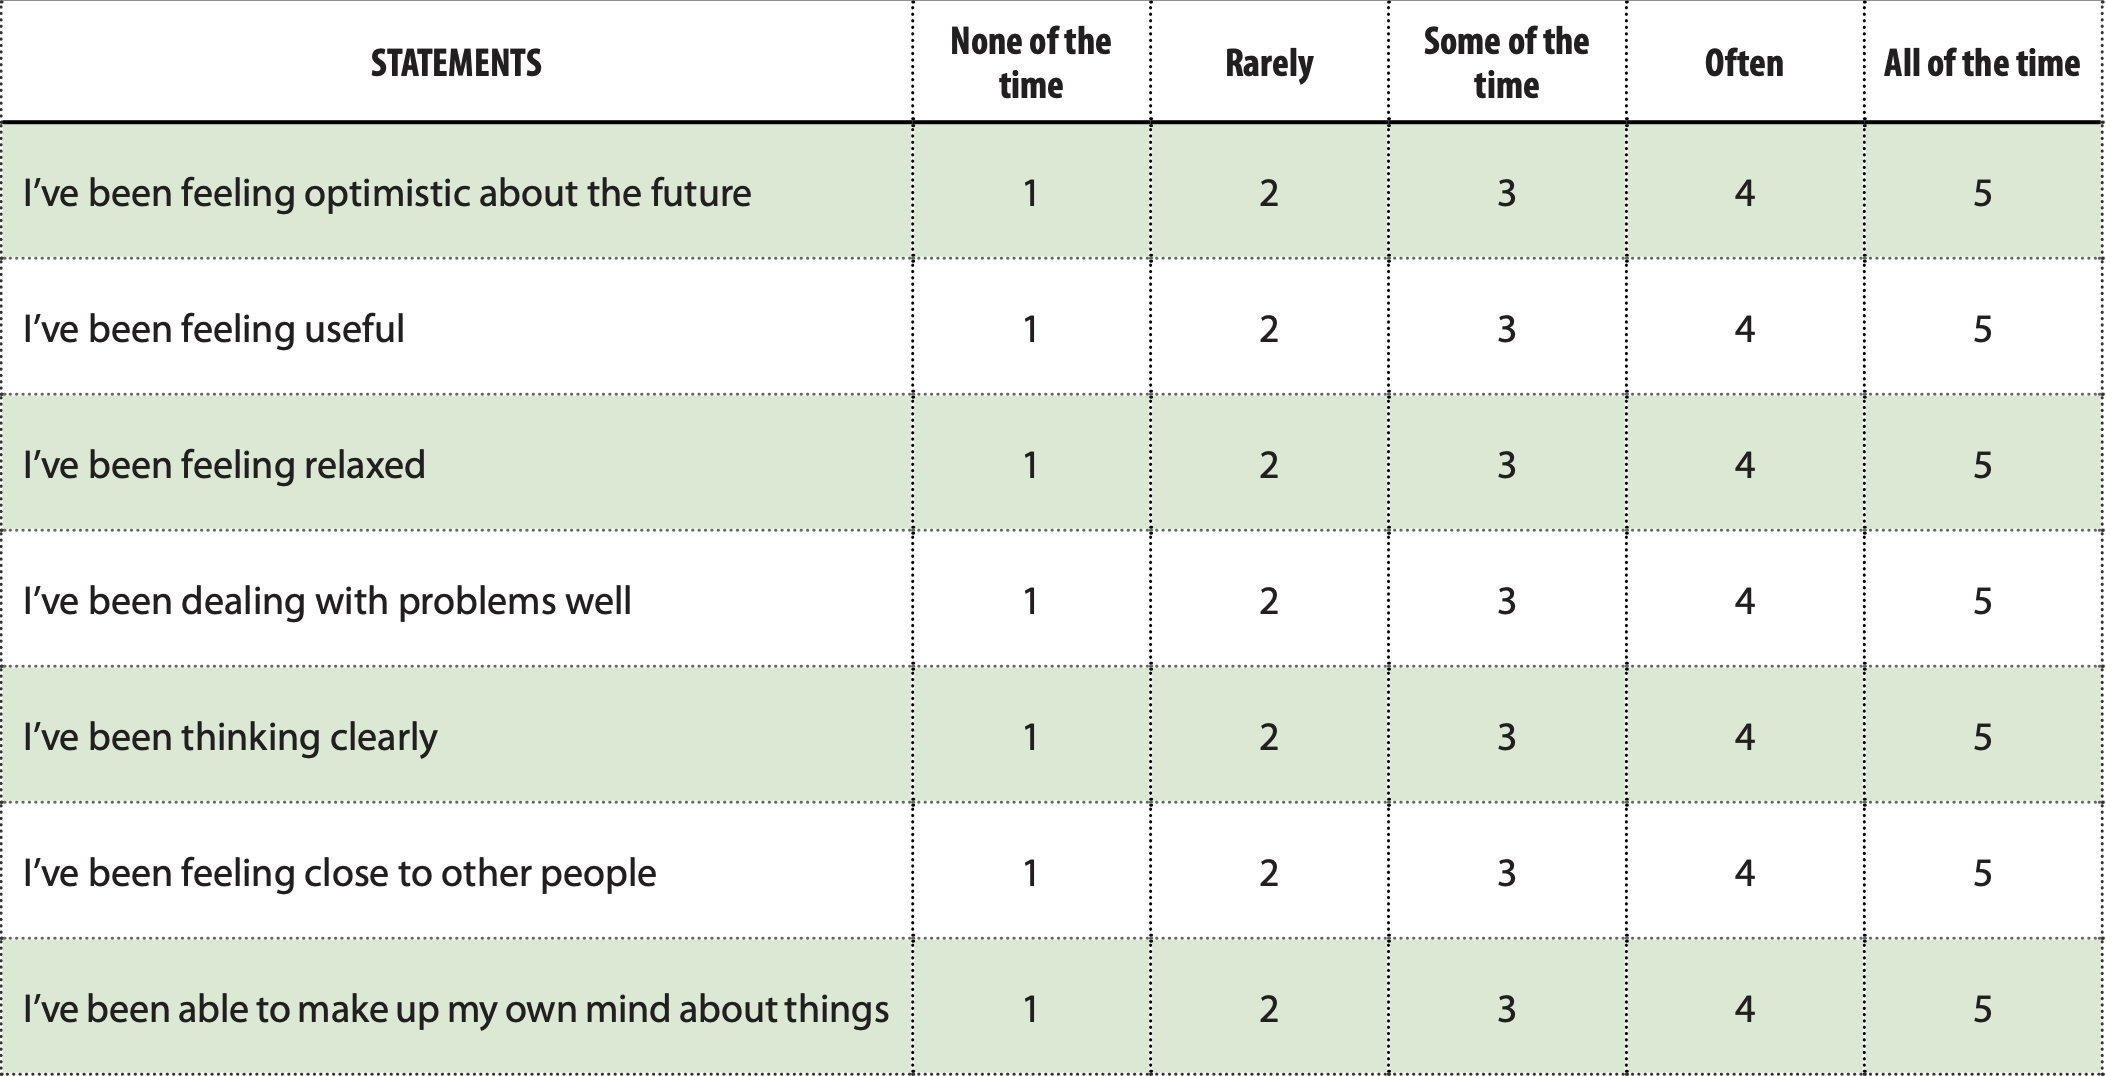 STATEMENTS None of the time Rarely Some of the time Often All of the time
I’ve been feeling optimistic about the future 1 2 3 4 5
I’ve been feeling useful 1 2 3 4 5
I’ve been feeling relaxed 1 2 3 4 5
I’ve been dealing with problems well 1 2 3 4 5
I’ve been thinking clearly 1 2 3 4 5
I’ve been feeling close to other people 1 2 3 4 5
I’ve been able to make up my own mind about things 1 2 3 4 5